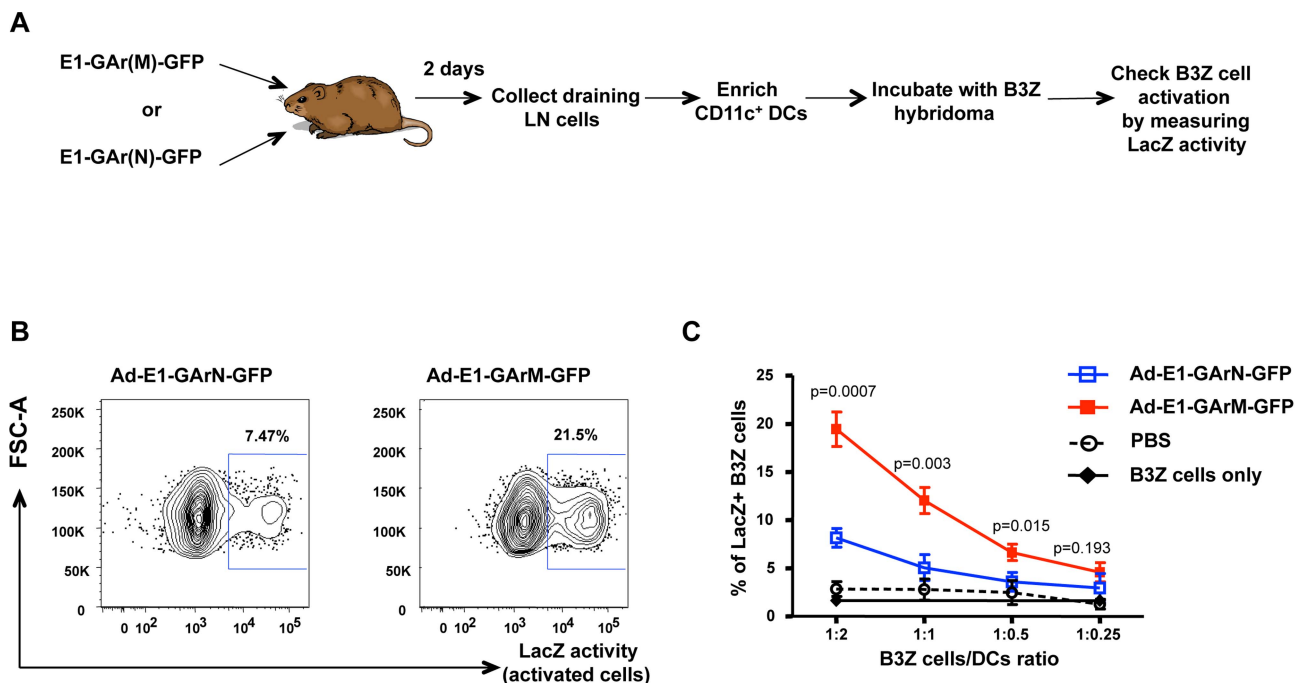 A
E1-GAr(M)-GFP
or
E1-GAr(N)-GFP
2 days
Collect draining
LN cells
Enrich
CD11c⁺ DCs
Incubate with B3Z
hybridoma
Check B3Z cell
activation
by measuring
LacZ activity
B
Ad-E1-GArN-GFP
Ad-E1-GArM-GFP
FSC-A
250K
200K
150K
100K
50K
0
7.47%
0 10² 10³ 10⁴ 10⁵
250K
200K
150K
100K
50K
0
21.5%
0 10² 10³ 10⁴ 10⁵
LacZ activity
(activated cells)
C
% of LacZ+ B3Z cells
25
20
15
10
5
0
p=0.0007
p=0.003
p=0.015
p=0.193
1:2 1:1 1:0.5 1:0.25
B3Z cells/DCs ratio
Ad-E1-GArN-GFP
Ad-E1-GArM-GFP
PBS
B3Z cells only